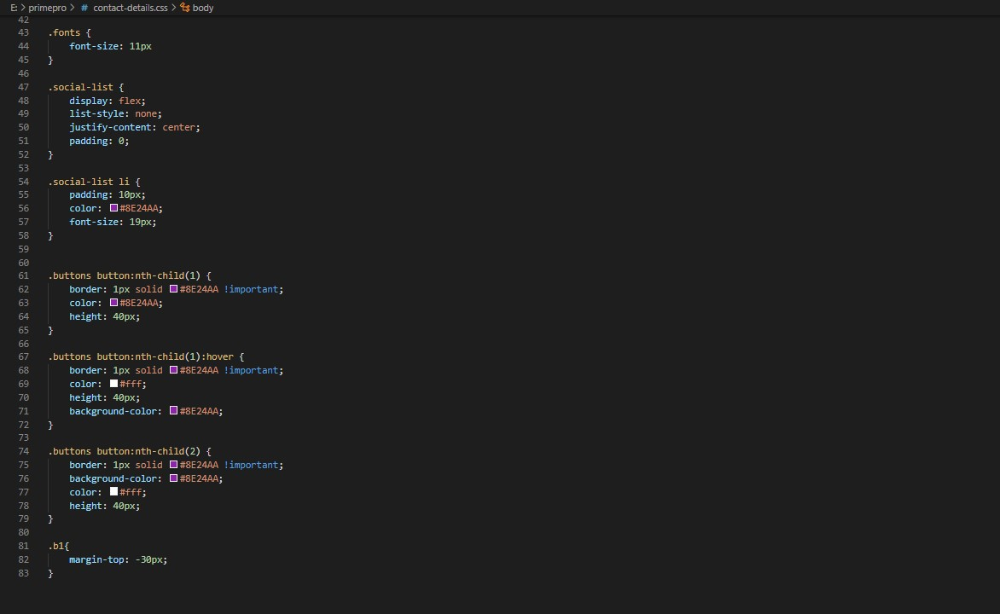 E: > primepro > # contact-details.css > body
42
43 .fonts {
44     font-size: 11px
45 }
46
47 .social-list {
48     display: flex;
49     list-style: none;
50     justify-content: center;
51     padding: 0;
52 }
53
54 .social-list li {
55     padding: 10px;
56     color: #8E24AA;
57     font-size: 19px;
58 }
59
60
61 .buttons button:nth-child(1) {
62     border: 1px solid #8E24AA !important;
63     color: #8E24AA;
64     height: 40px;
65 }
66
67 .buttons button:nth-child(1):hover {
68     border: 1px solid #8E24AA !important;
69     color: #fff;
70     height: 40px;
71     background-color: #8E24AA;
72 }
73
74 .buttons button:nth-child(2) {
75     border: 1px solid #8E24AA !important;
76     background-color: #8E24AA;
77     color: #fff;
78     height: 40px;
79 }
80
81 .b1{
82     margin-top: -30px;
83 }